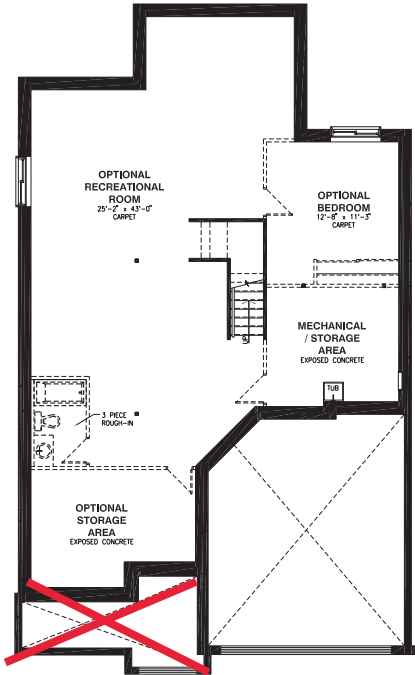 OPTIONAL
RECREATIONAL
ROOM
25'-2" x 43'-0"
CARPET
OPTIONAL
BEDROOM
12'-8" x 11'-3"
CARPET
MECHANICAL
/ STORAGE
AREA
EXPOSED CONCRETE
TUB
3 PIECE
ROUGH-IN
OPTIONAL
STORAGE
AREA
EXPOSED CONCRETE